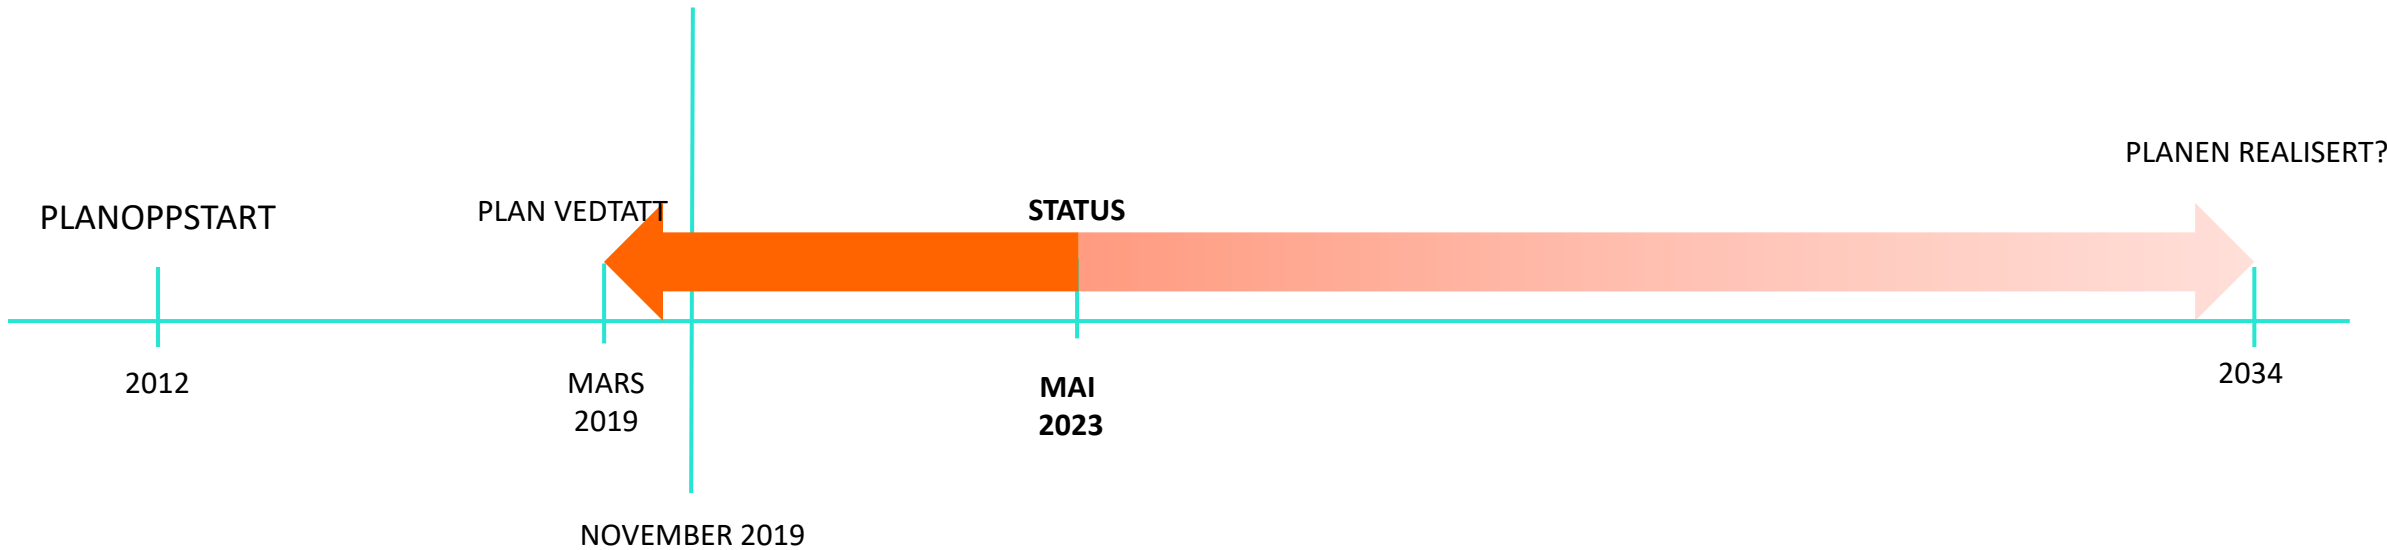 PLANEN REALISERT?
PLANOPPSTART
PLAN VEDTATT
STATUS
2012
MARS
2019
MAI
2023
2034
NOVEMBER 2019